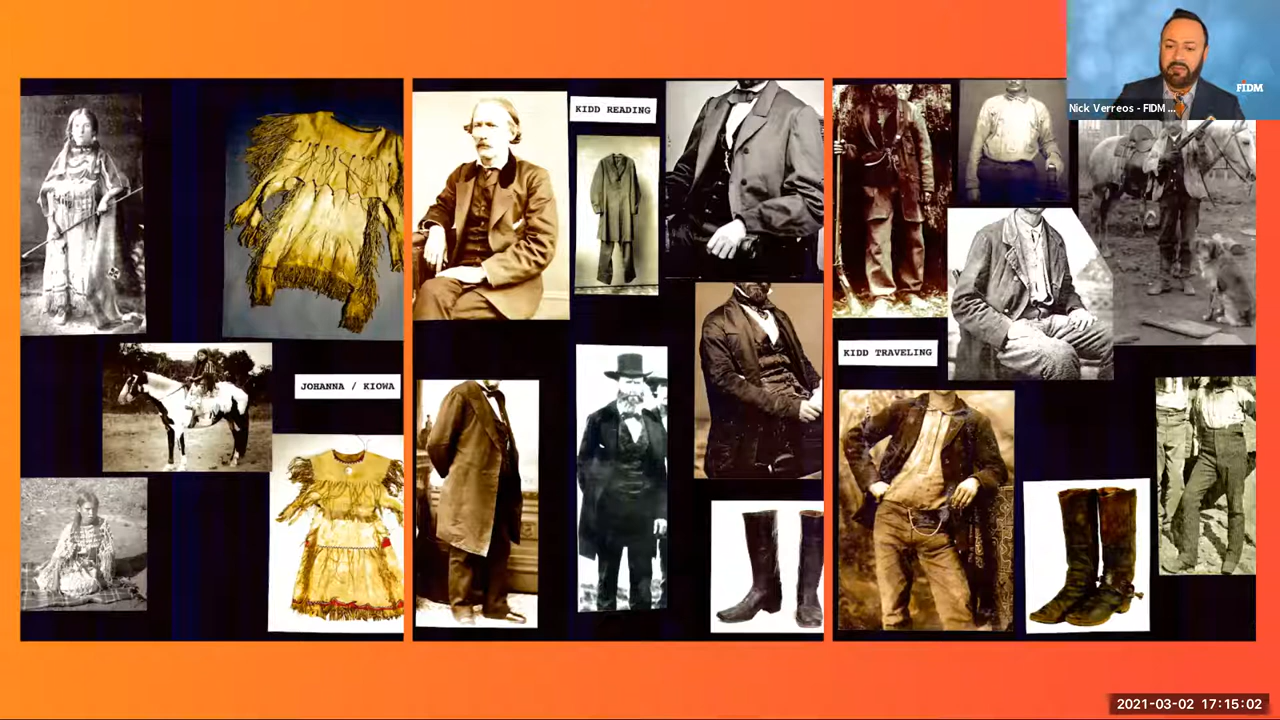 FIDM
Nick Verreos - FIDM ...
KIDD READING
KIDD TRAVELING
JOHANNA / KIOWA
2021-03-02 17:15:02